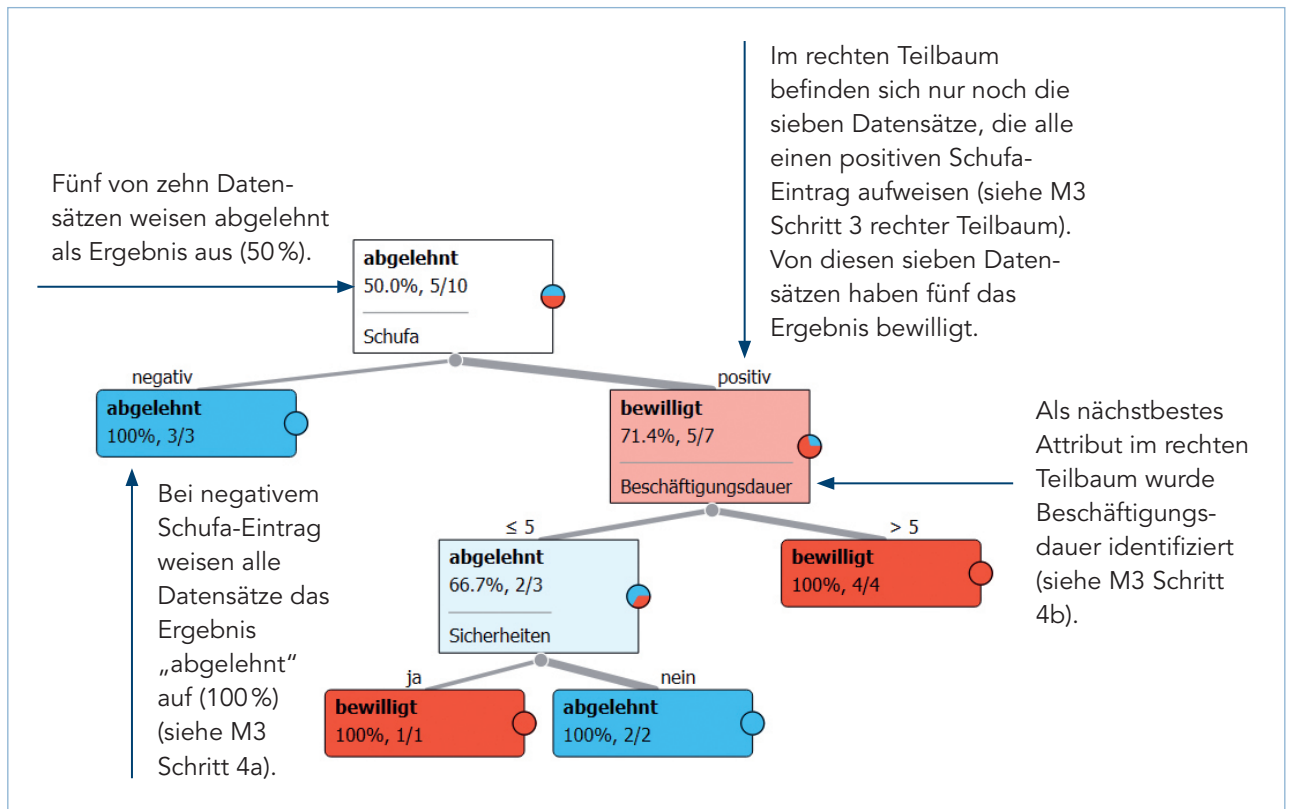 Im rechten Teilbaum
befinden sich nur noch die
sieben Datensätze, die alle
einen positiven Schufa-
Eintrag aufweisen (siehe M3
Schritt 3 rechter Teilbaum).
Von diesen sieben Daten-
sätzen haben fünf das
Ergebnis bewilligt.
Fünf von zehn Daten-
sätzen weisen abgelehnt
als Ergebnis aus (50 %).
abgelehnt
50.0%, 5/10
Schufa
negativ
positiv
abgelehnt
100%, 3/3
bewilligt
71.4%, 5/7
Beschäftigungsdauer
Als nächstbestes
Attribut im rechten
Teilbaum wurde
Beschäftigungs-
dauer identifiziert
(siehe M3 Schritt
4b).
Bei negativem
Schufa-Eintrag
weisen alle
Datensätze das
Ergebnis
„abgelehnt“
auf (100 %)
(siehe M3
Schritt 4a).
≤ 5
> 5
abgelehnt
66.7%, 2/3
Sicherheiten
bewilligt
100%, 4/4
ja
nein
bewilligt
100%, 1/1
abgelehnt
100%, 2/2